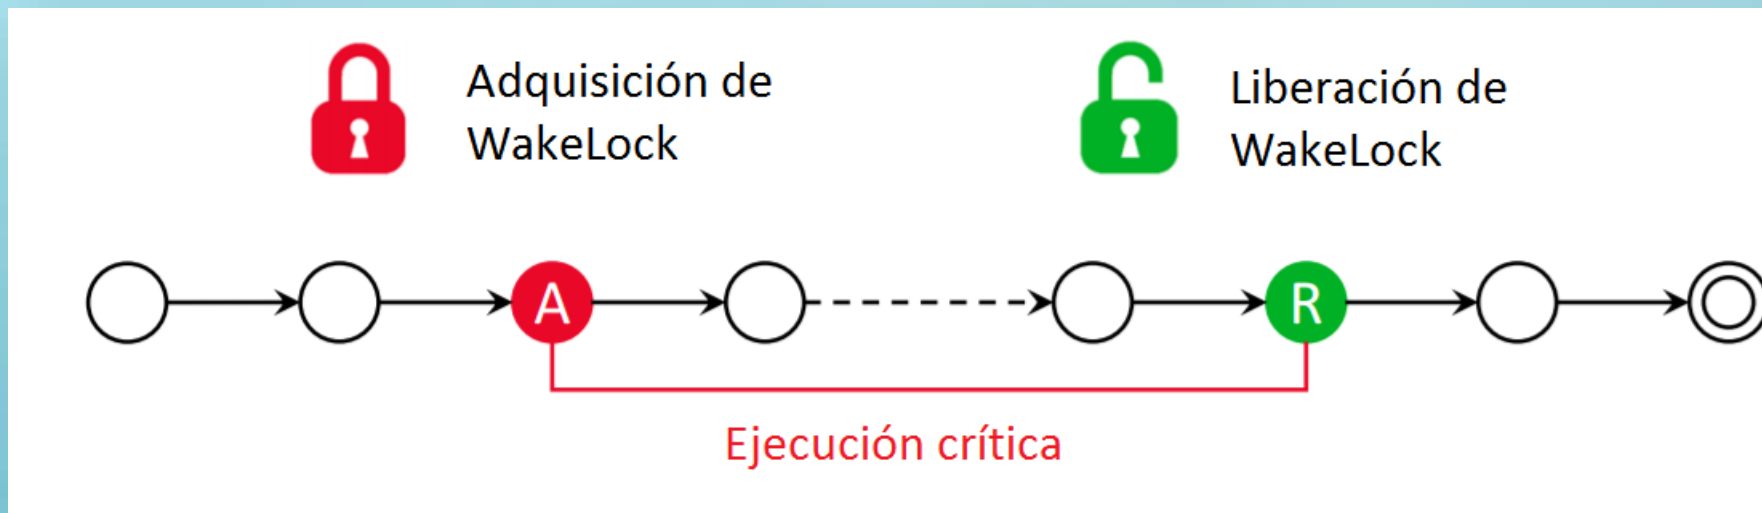 Adquisición de
WakeLock
Liberación de
WakeLock
A
R
Ejecución crítica